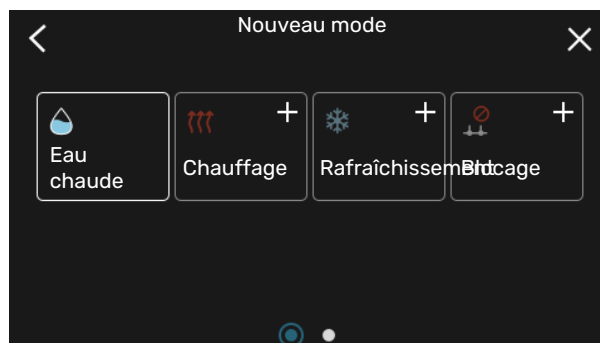 Nouveau mode
Eau
chaude
Chauffage
Rafraîchissement
Blocage